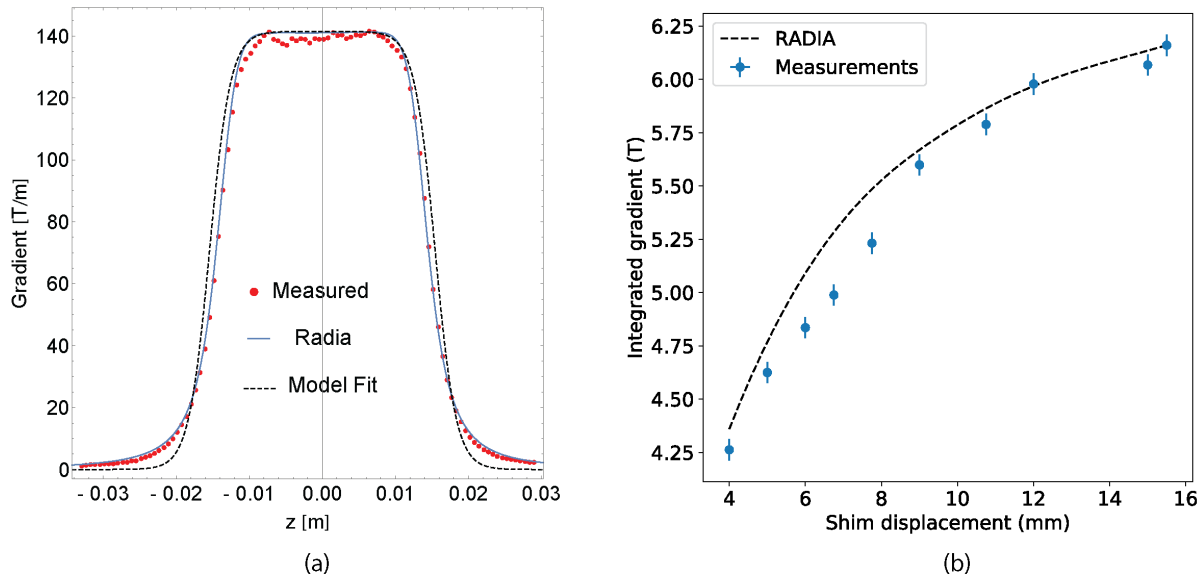 140
120
100
80
60
40
20
0
Gradient [T/m]
Measured
Radia
Model Fit
- 0.03
- 0.02
- 0.01
0.00
0.01
0.02
0.03
z [m]
(a)
6.25
6.00
5.75
5.50
5.25
5.00
4.75
4.50
4.25
Integrated gradient (T)
RADIA
Measurements
4
6
8
10
12
14
16
Shim displacement (mm)
(b)